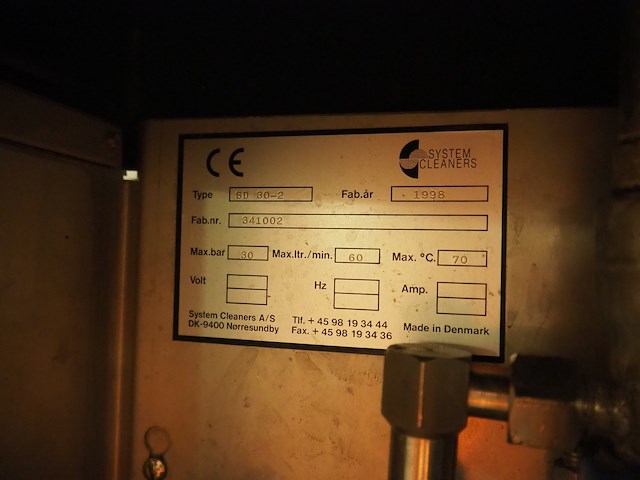 CE
SYSTEM
CLEANERS
Type SD 30-2 Fab.år - 1998
Fab.nr. 341002
Max.bar 30 Max.ltr./min. 60 Max. °C. 70
Volt Hz Amp.
System Cleaners A/S Tlf. + 45 98 19 34 44
DK-9400 Nørresundby Fax. + 45 98 19 34 36 Made in Denmark